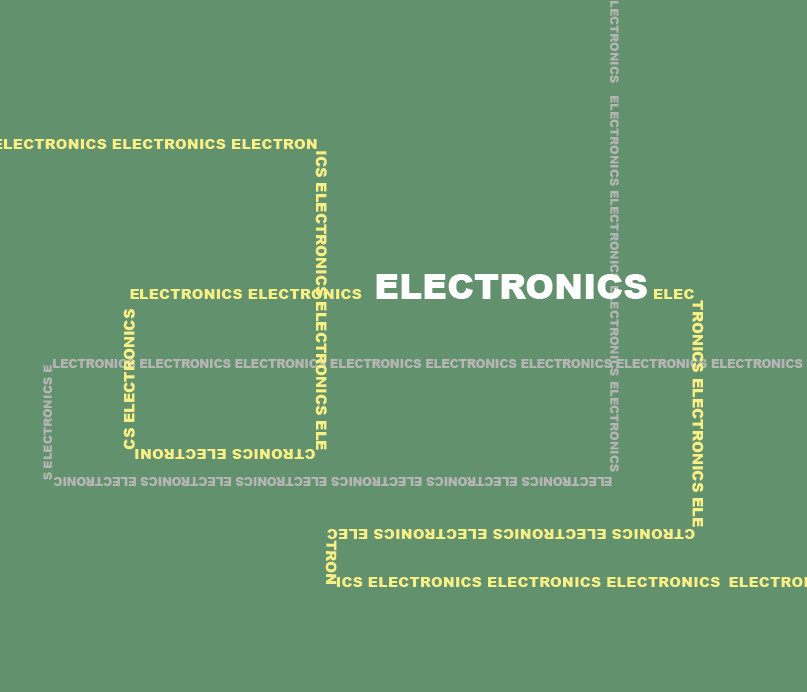 LECTRONICS ELECTRONICS ELECTRONICS ELECTRONICS ELECTRONICS
ELECTRONICS ELECTRONICS ELECTRON
ICS ELECTRONICS ELECTRONICS ELE
CTRONICS ELECTRONI
CS ELECTRONICS
ELECTRONICS ELECTRONICS
ELECTRONICS
ELEC
TRONICS ELECTRONICS ELE
CTRONICS ELECTRONICS ELECTRONICS ELEC
TRON
ICS ELECTRONICS ELECTRONICS ELECTRONICS ELECTRO
ELECTRONICS ELECTRONICS ELECTRONICS ELECTRONICS ELECTRONICS ELECTRONIC
S ELECTRONICS E
LECTRONICS ELECTRONICS ELECTRONICS ELECTRONICS ELECTRONICS ELECTRONICS ELECTRONICS ELECTRONICS